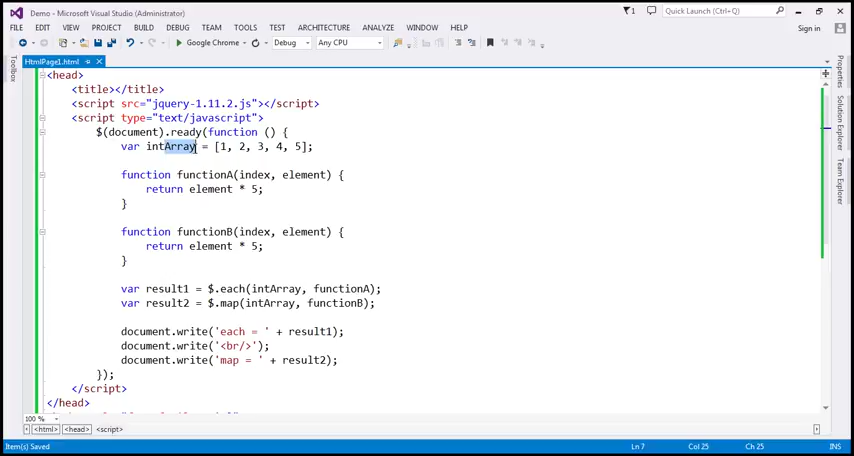 Demo - Microsoft Visual Studio (Administrator)
1
Quick Launch (Ctrl+Q)
FILE EDIT VIEW PROJECT BUILD DEBUG TEAM TOOLS TEST ARCHITECTURE ANALYZE WINDOW HELP
Sign in
Google Chrome Debug Any CPU
HtmlPage1.html
Toolbox
Properties
Solution Explorer
Team Explorer
<head>
<title></title>
<script src="jquery-1.11.2.js"></script>
<script type="text/javascript">
$(document).ready(function () {
var intArray = [1, 2, 3, 4, 5];
function functionA(index, element) {
return element * 5;
}
function functionB(index, element) {
return element * 5;
}
var result1 = $.each(intArray, functionA);
var result2 = $.map(intArray, functionB);
document.write('each = ' + result1);
document.write('<br/>');
document.write('map = ' + result2);
});
</script>
</head>
100 %
<html> <head> <script>
Item(s) Saved
Ln 7 Col 25 Ch 25 INS